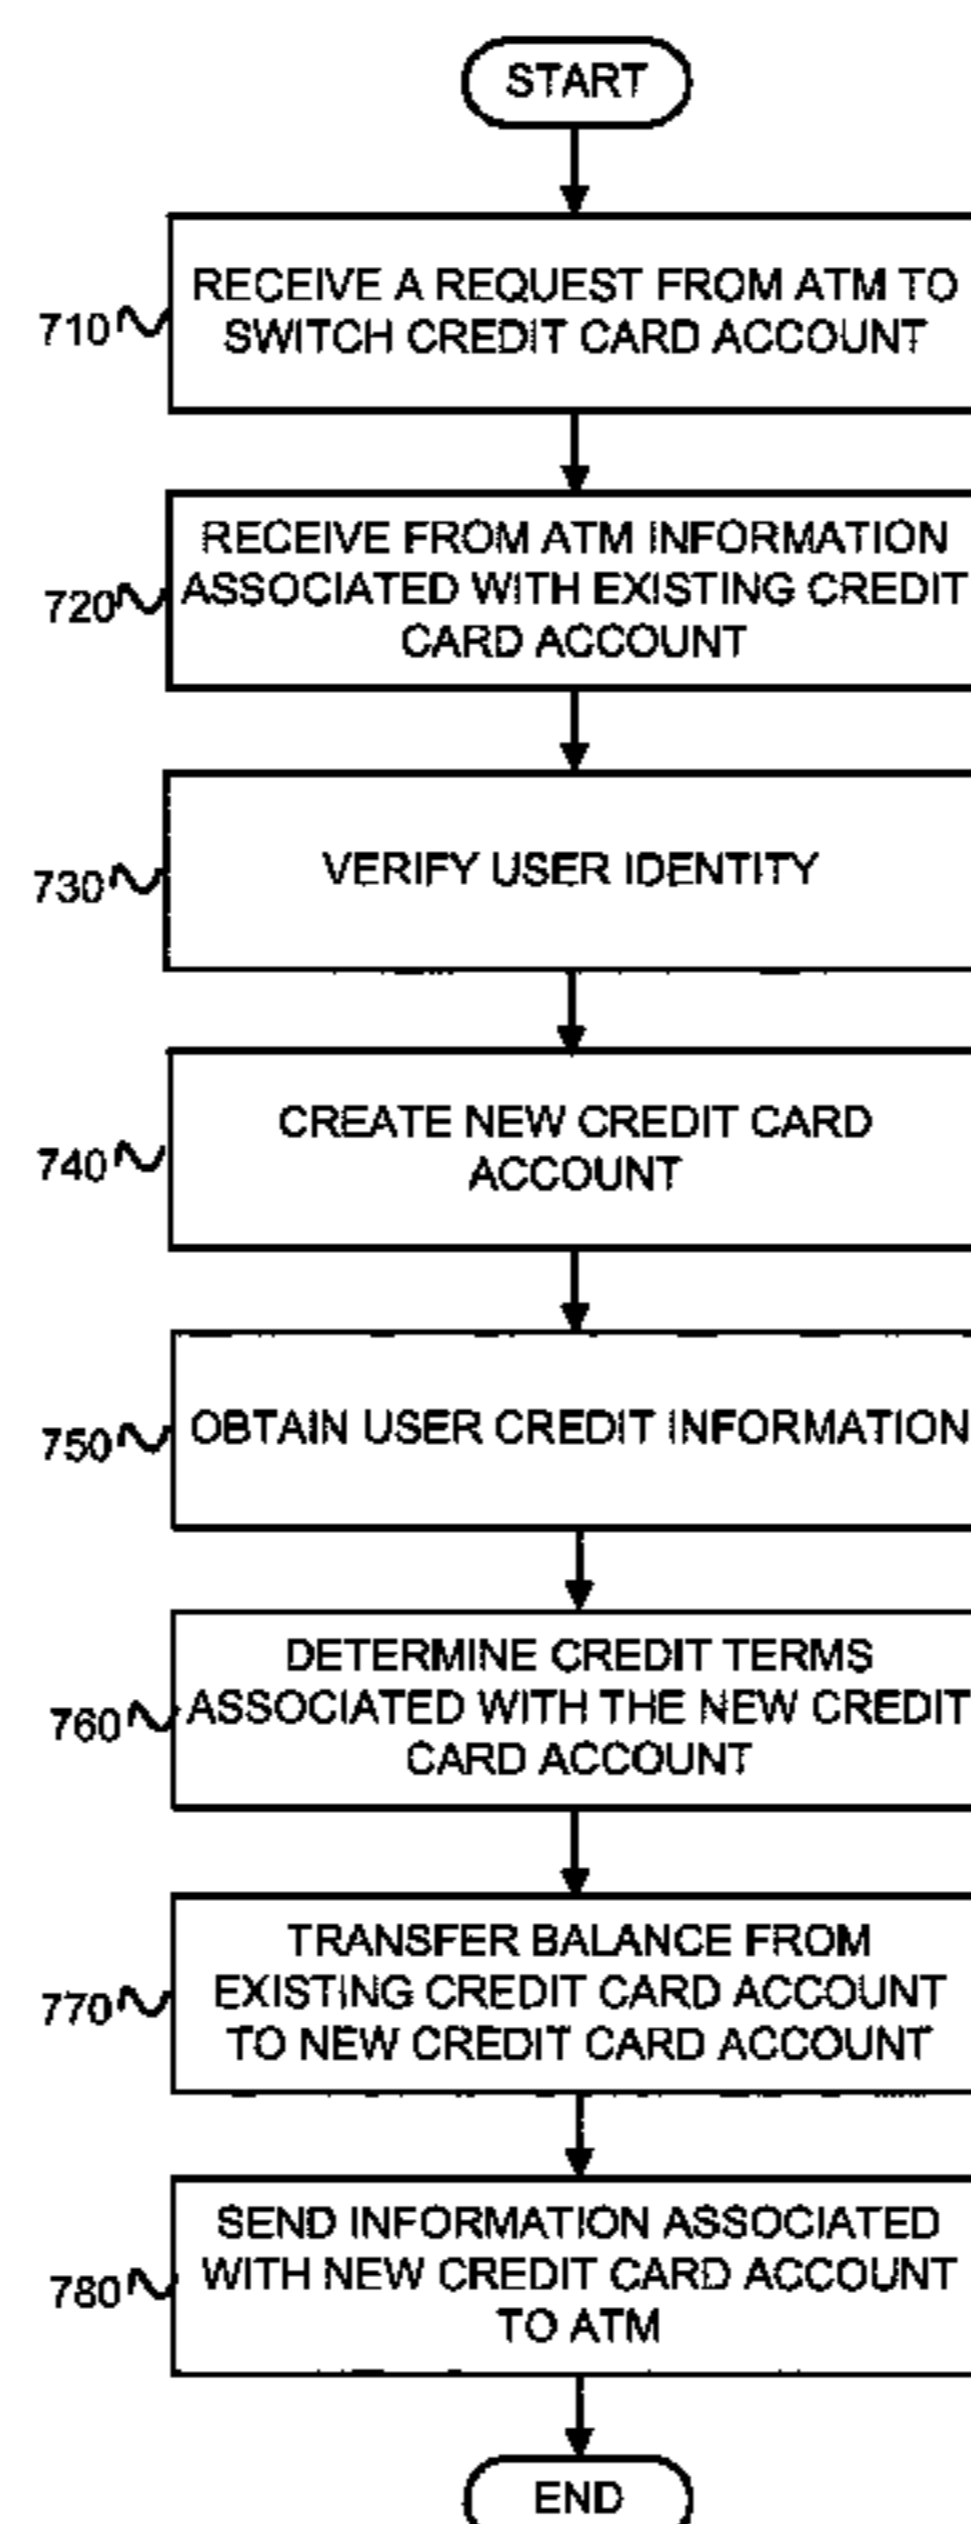 START
RECEIVE A REQUEST FROM ATM TO
SWITCH CREDIT CARD ACCOUNT
710
RECEIVE FROM ATM INFORMATION
ASSOCIATED WITH EXISTING CREDIT
CARD ACCOUNT
720
VERIFY USER IDENTITY
730
CREATE NEW CREDIT CARD
ACCOUNT
740
OBTAIN USER CREDIT INFORMATION
750
DETERMINE CREDIT TERMS
ASSOCIATED WITH THE NEW CREDIT
CARD ACCOUNT
760
TRANSFER BALANCE FROM
EXISTING CREDIT CARD ACCOUNT
TO NEW CREDIT CARD ACCOUNT
770
SEND INFORMATION ASSOCIATED
WITH NEW CREDIT CARD ACCOUNT
TO ATM
780
END